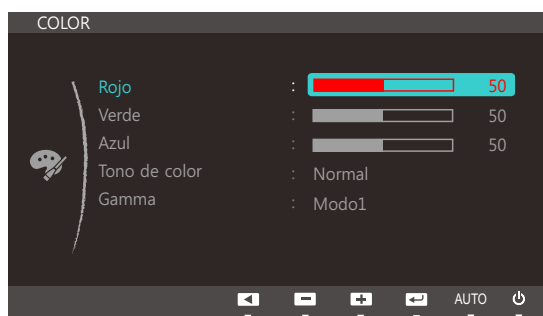 COLOR
Rojo : 50
Verde : 50
Azul : 50
Tono de color : Normal
Gamma : Modo1
AUTO